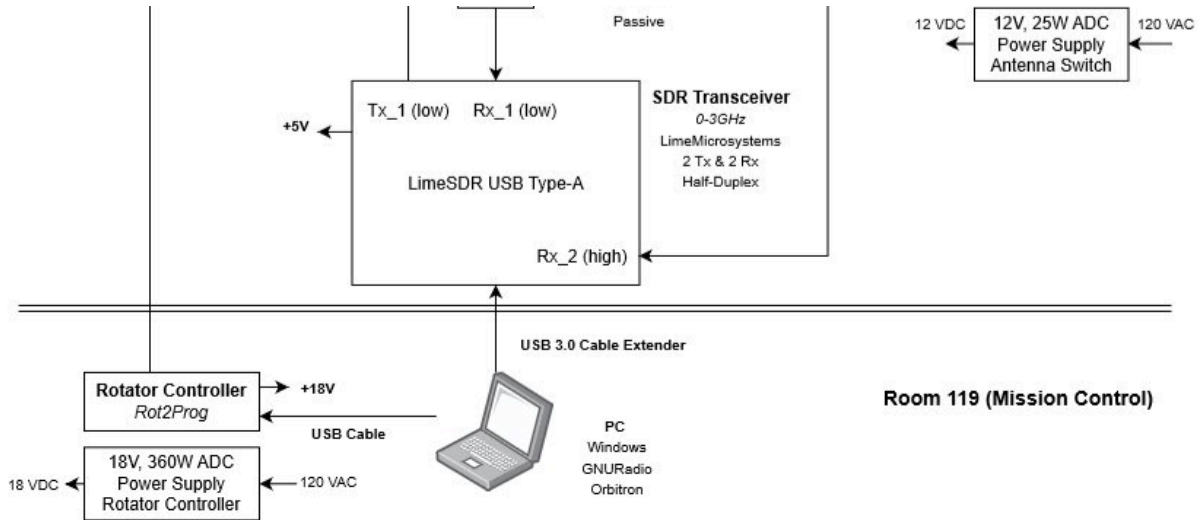 Passive
12 VDC
12V, 25W ADC
Power Supply
Antenna Switch
120 VAC
Tx_1 (low)
Rx_1 (low)
+5V
LimeSDR USB Type-A
Rx_2 (high)
SDR Transceiver
0-3GHz
LimeMicrosystems
2 Tx & 2 Rx
Half-Duplex
USB 3.0 Cable Extender
Rotator Controller
Rot2Prog
+18V
USB Cable
18 VDC
18V, 360W ADC
Power Supply
Rotator Controller
120 VAC
PC
Windows
GNURadio
Orbitron
Room 119 (Mission Control)